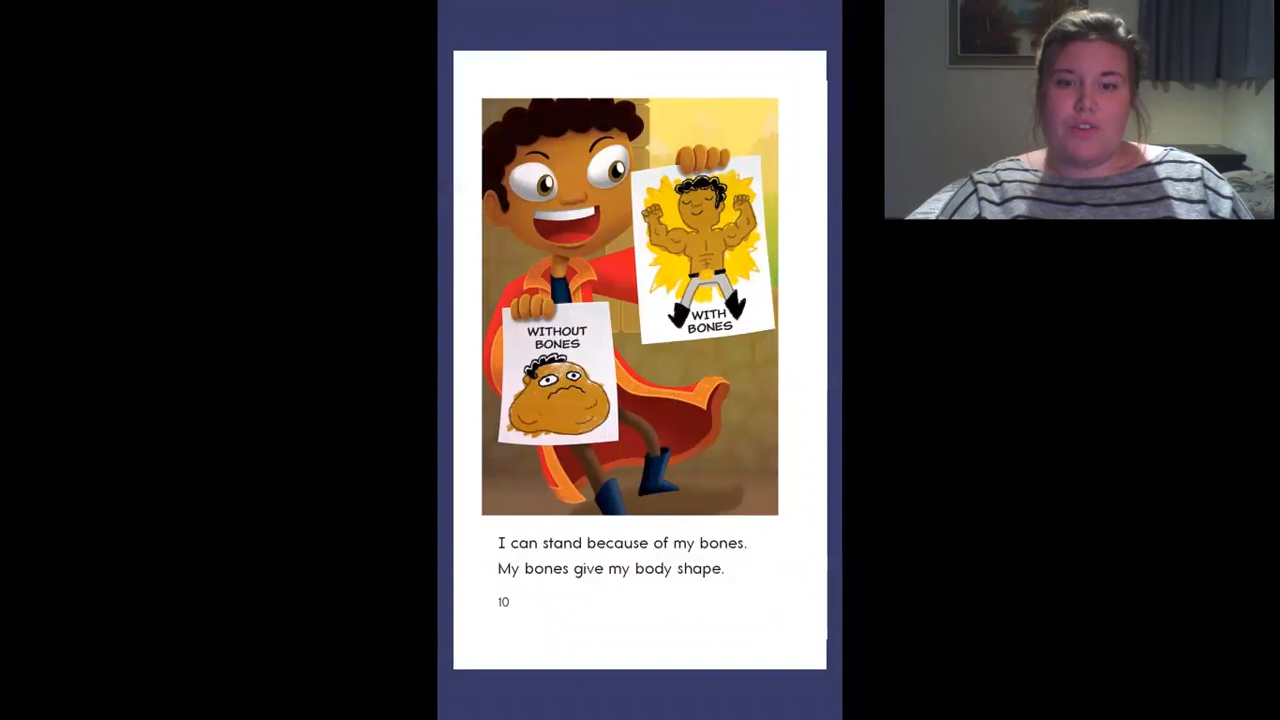 WITH
BONES
WITHOUT
BONES
I can stand because of my bones.
My bones give my body shape.
10